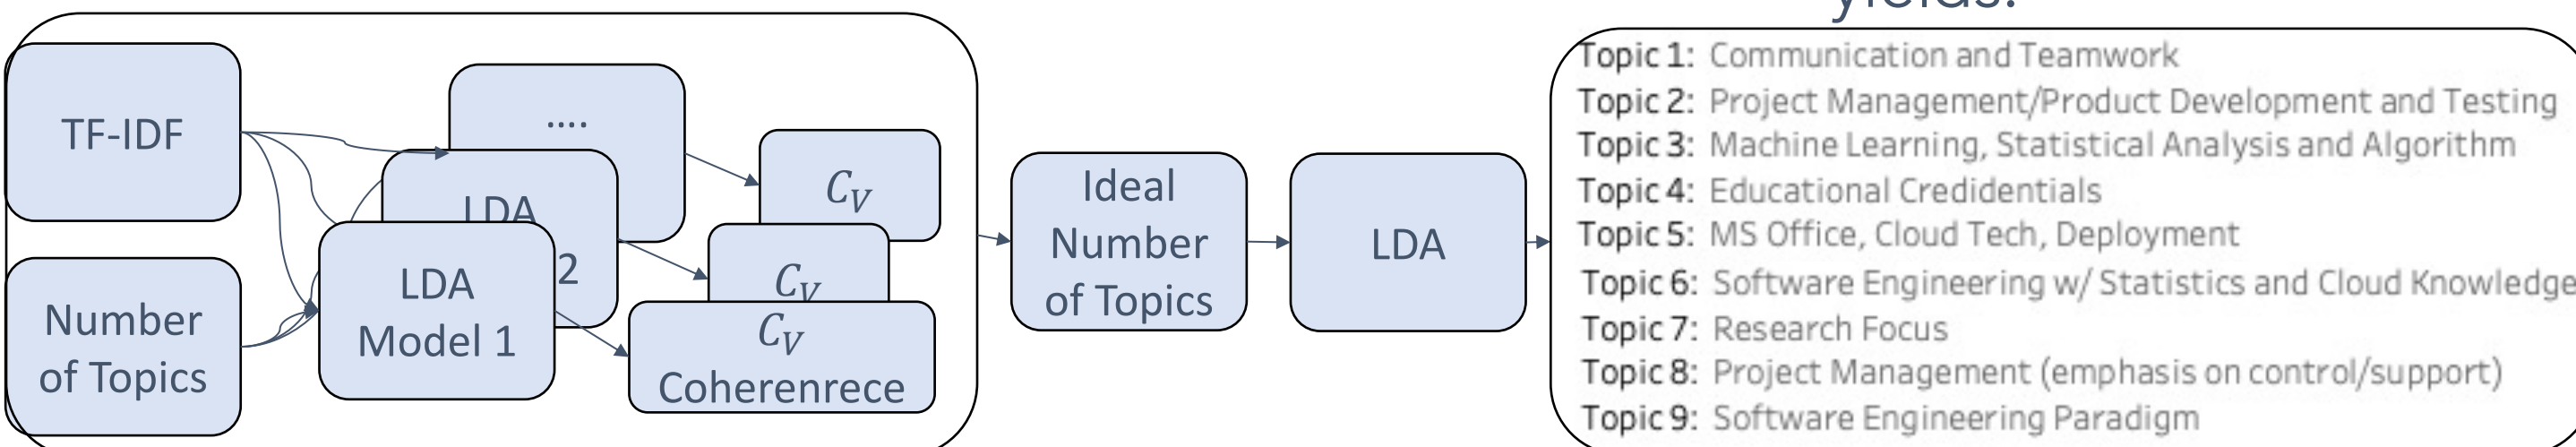 yields:
TF-IDF
Number
of Topics
....
LDA
2
LDA
Model 1
C_V
C_V
C_V
Coherenrece
Ideal
Number
of Topics
LDA
Topic 1: Communication and Teamwork
Topic 2: Project Management/Product Development and Testing
Topic 3: Machine Learning, Statistical Analysis and Algorithm
Topic 4: Educational Credidentials
Topic 5: MS Office, Cloud Tech, Deployment
Topic 6: Software Engineering w/ Statistics and Cloud Knowledge
Topic 7: Research Focus
Topic 8: Project Management (emphasis on control/support)
Topic 9: Software Engineering Paradigm